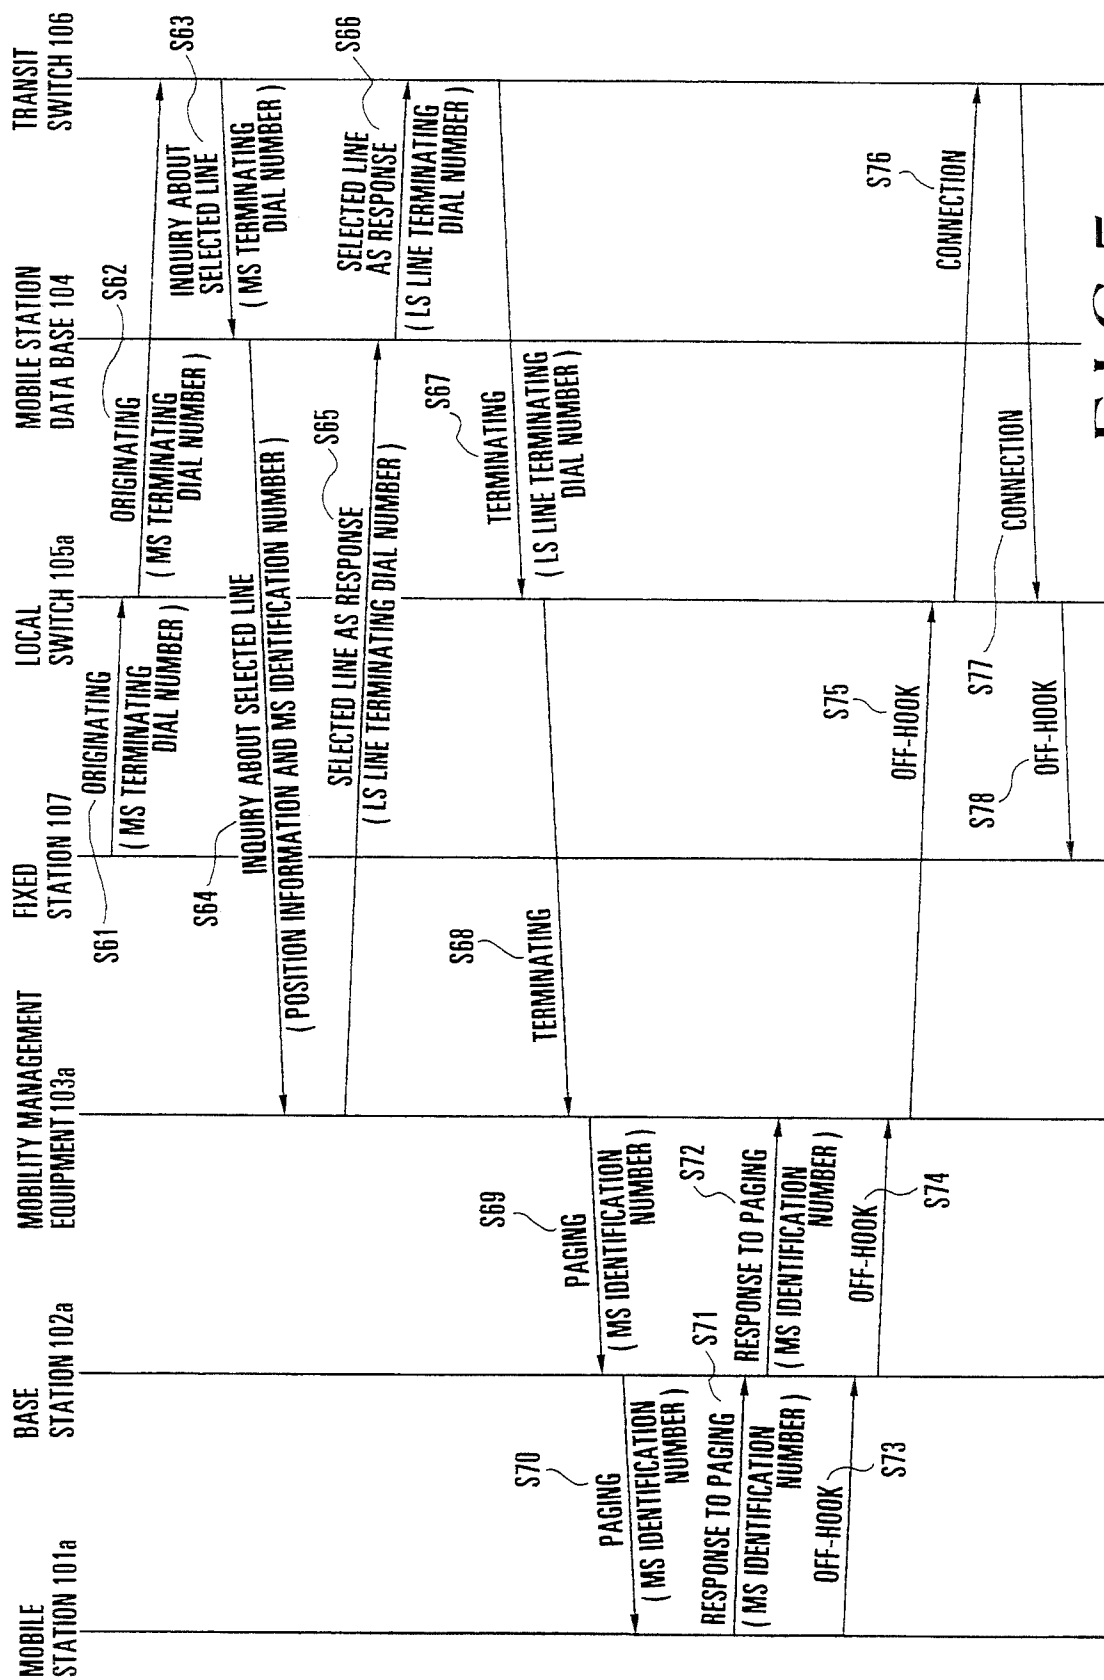 MOBILE
STATION 101a
BASE
STATION 102a
MOBILITY MANAGEMENT
EQUIPMENT 103a
FIXED
STATION 107
LOCAL
SWITCH 105a
MOBILE STATION
DATA BASE 104
TRANSIT
SWITCH 106
S61
ORIGINATING
( MS TERMINATING
DIAL NUMBER )
S62
ORIGINATING
( MS TERMINATING
DIAL NUMBER )
S63
INQUIRY ABOUT
SELECTED LINE
( MS TERMINATING
DIAL NUMBER )
S64
INQUIRY ABOUT SELECTED LINE
( POSITION INFORMATION AND MS IDENTIFICATION NUMBER )
S65
SELECTED LINE AS RESPONSE
( LS LINE TERMINATING DIAL NUMBER )
S66
SELECTED LINE
AS RESPONSE
( LS LINE TERMINATING
DIAL NUMBER )
S67
TERMINATING
( LS LINE TERMINATING
DIAL NUMBER )
S68
TERMINATING
S69
PAGING
( MS IDENTIFICATION
NUMBER )
S70
PAGING
( MS IDENTIFICATION
NUMBER )
S71
RESPONSE TO PAGING
( MS IDENTIFICATION
NUMBER )
S72
RESPONSE TO PAGING
( MS IDENTIFICATION
NUMBER )
OFF-HOOK
S73
OFF-HOOK
S74
S75
OFF-HOOK
S76
CONNECTION
S77
CONNECTION
S78
OFF-HOOK